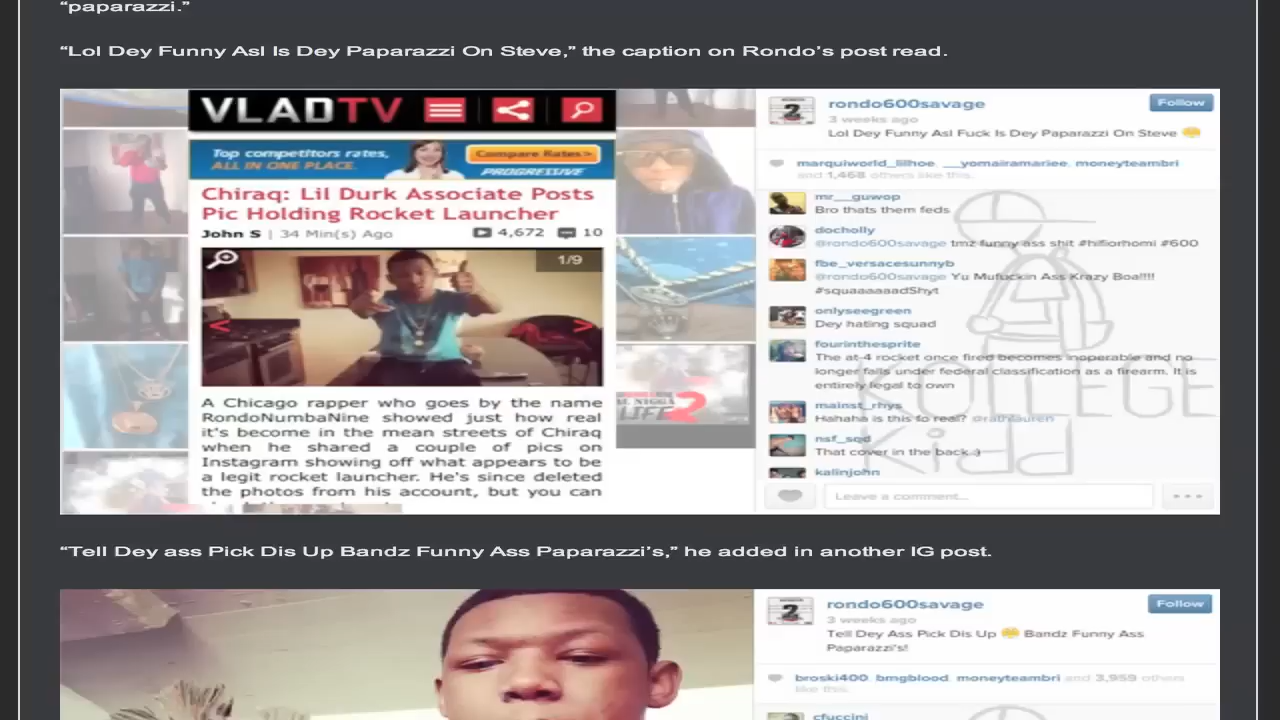 “paparazzi.”
“Lol Dey Funny Asl Is Dey Paparazzi On Steve,” the caption on Rondo’s post read.
VLADTV
Top competitors rates,
ALL IN ONE PLACE.
Compare Rates>
PROGRESSIVE
Chiraq: Lil Durk Associate Posts
Pic Holding Rocket Launcher
John S | 34 Min(s) Ago 4,672 10
1/9
A Chicago rapper who goes by the name
RondoNumbaNine showed just how real
it's become in the mean streets of Chiraq
when he shared a couple of pics on
Instagram showing off what appears to be
a legit rocket launcher. He's since deleted
the photos from his account, but you can
LIFE 2
rondo600savage
Follow
3 weeks ago
Lol Dey Funny Asl Fuck Is Dey Paparazzi On Steve
marquiworld_lilhoe, __yomairamariee, moneyteambri
and 1,468 others like this.
mr__guwop
Bro thats them feds
docholly
@rondo600savage tmz funny ass shit #hifiorhomi #600
fbe_versacesunnyb
@rondo600savage Yu Mufuckin Ass Krazy Boa!!!!
#squaaaaaadShyt
onlyseegreen
Dey hating squad
fourinthesprite
The at-4 rocket once fired becomes inoperable and no
longer falls under federal classification as a firearm. It is
entirely legal to own
mainst_rhys
Hahaha is this fo real? @rathlauren
nsf_sqd
That cover in the back :)
kalinjohn
Leave a comment...
KOLLEGE
Kidd
“Tell Dey ass Pick Dis Up Bandz Funny Ass Paparazzi’s,” he added in another IG post.
rondo600savage
Follow
3 weeks ago
Tell Dey Ass Pick Dis Up Bandz Funny Ass
Paparazzi's!
broski400, bmgblood, moneyteambri and 3,959 others
like this.
cfuccini